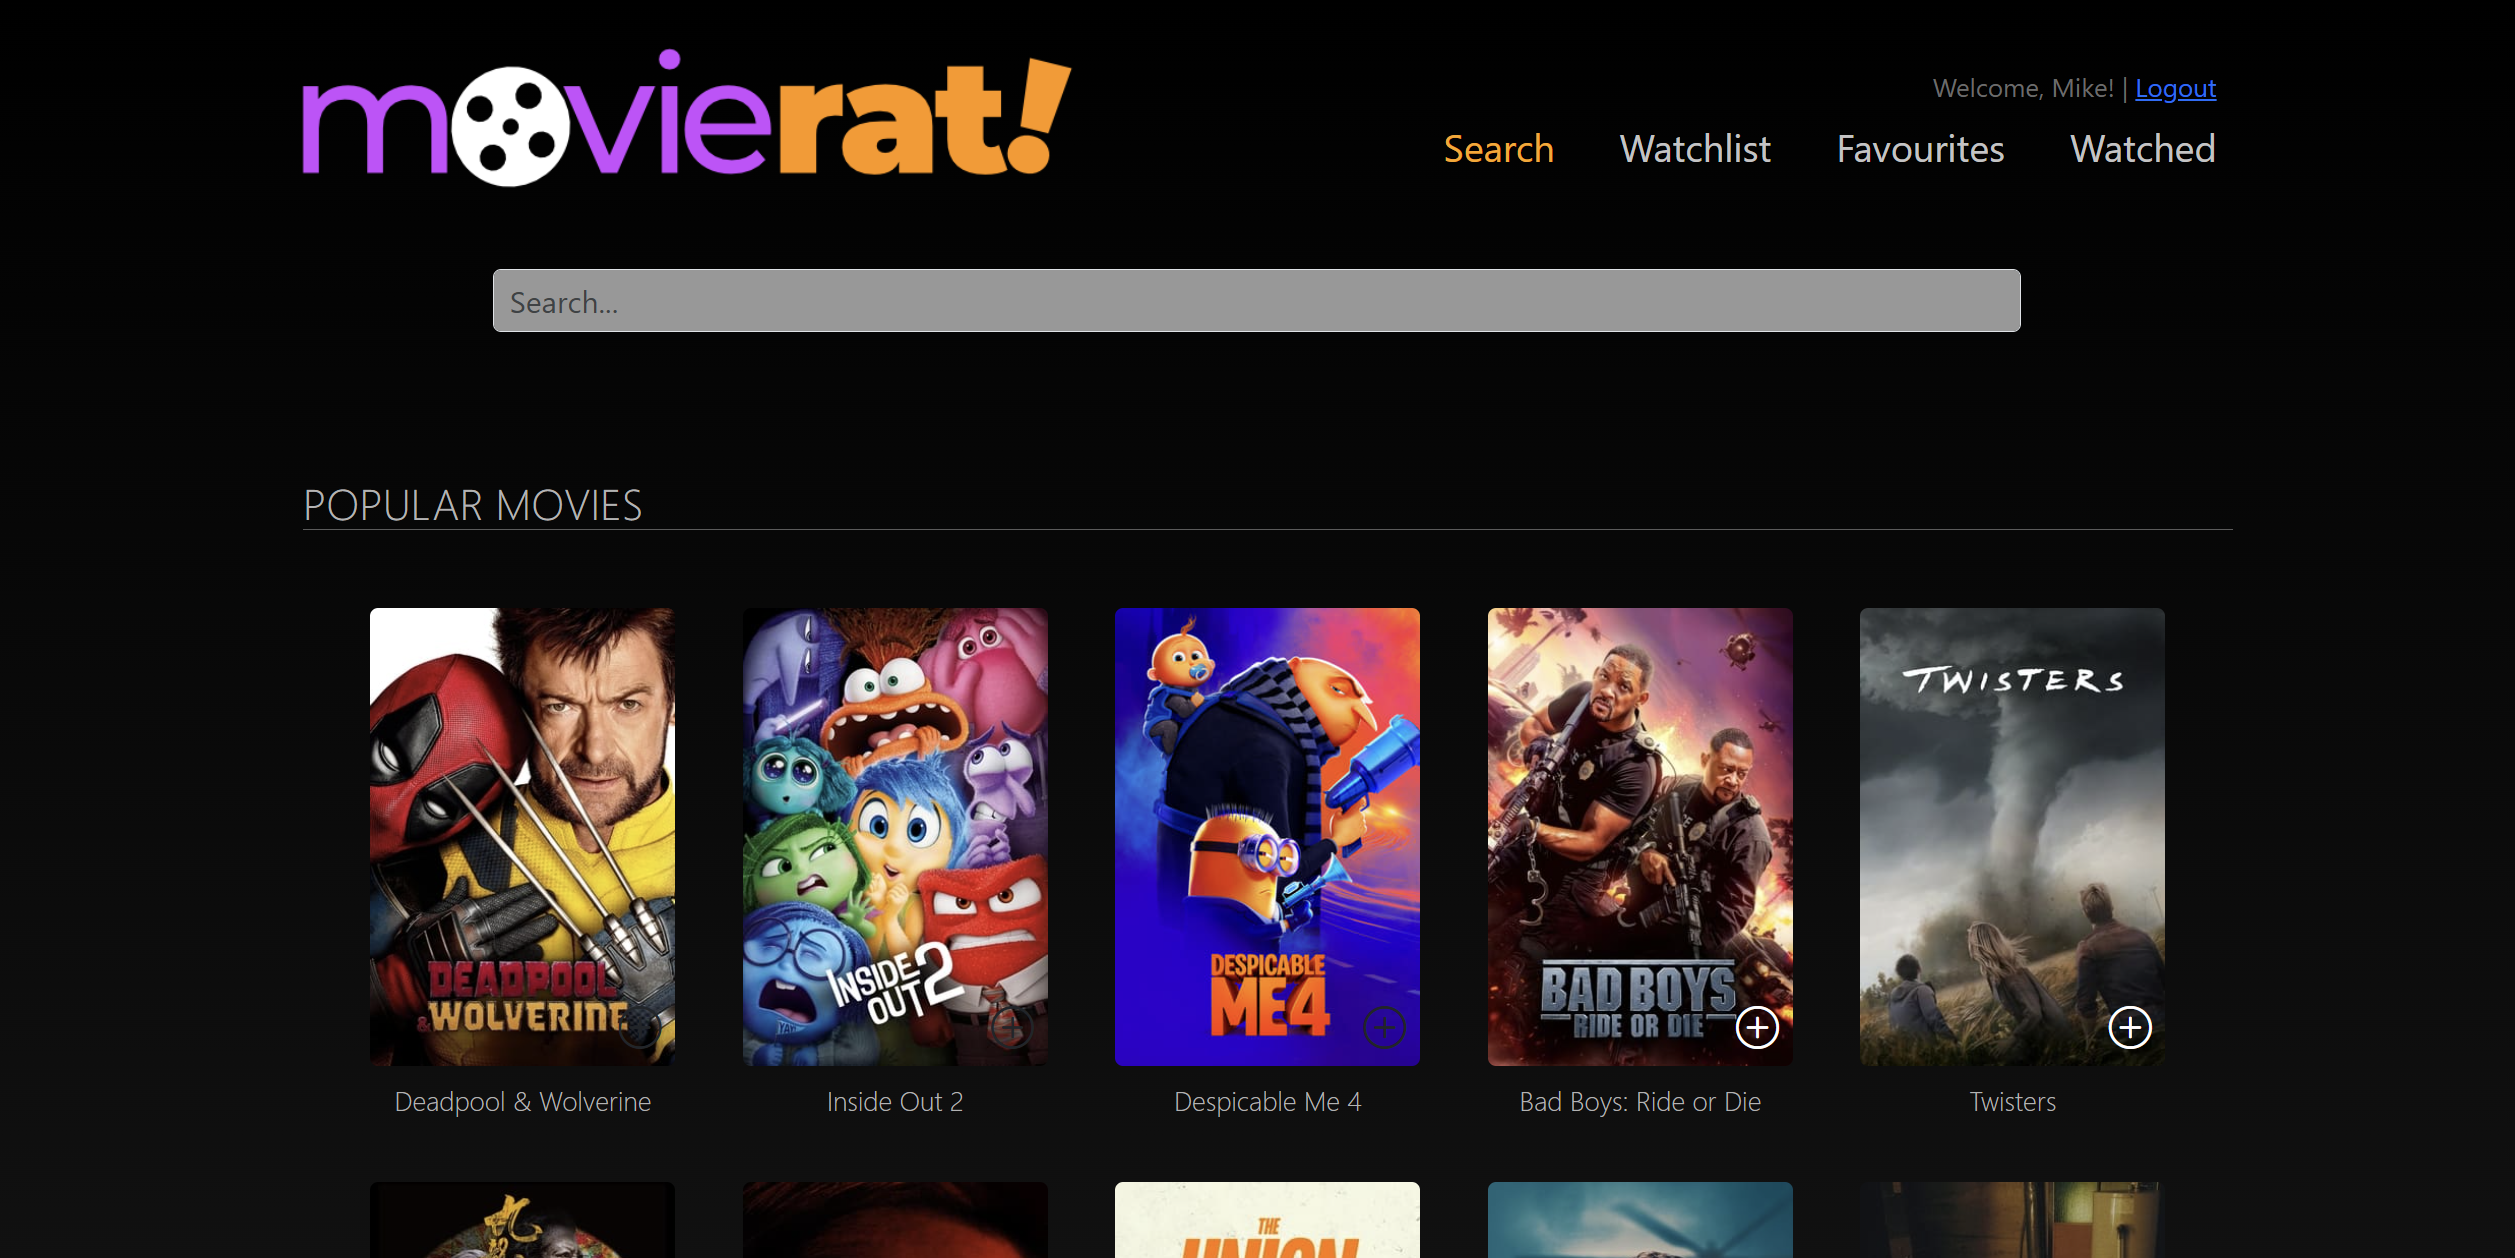 movierat!
Welcome, Mike! | Logout
Search Watchlist Favourites Watched
Search...
POPULAR MOVIES
TWISTERS
DEADPOOL
& WOLVERINE
INSIDE
OUT 2
DESPICABLE
ME 4
BAD BOYS
RIDE OR DIE
Deadpool & Wolverine
Inside Out 2
Despicable Me 4
Bad Boys: Ride or Die
Twisters
THE
UNION